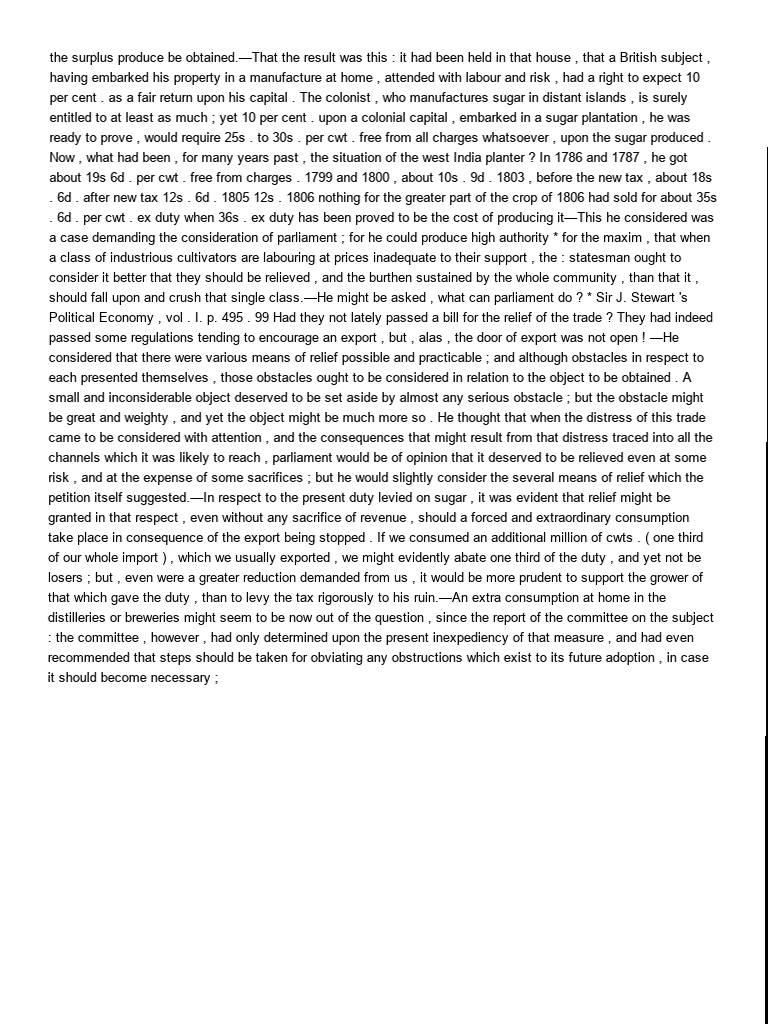 the surplus produce be obtained.—That the result was this : it had been held in that house , that a British subject ,
having embarked his property in a manufacture at home , attended with labour and risk , had a right to expect 10
per cent . as a fair return upon his capital . The colonist , who manufactures sugar in distant islands , is surely
entitled to at least as much ; yet 10 per cent . upon a colonial capital , embarked in a sugar plantation , he was
ready to prove , would require 25s . to 30s . per cwt . free from all charges whatsoever , upon the sugar produced .
Now , what had been , for many years past , the situation of the west India planter ? In 1786 and 1787 , he got
about 19s 6d . per cwt . free from charges . 1799 and 1800 , about 10s . 9d . 1803 , before the new tax , about 18s
. 6d . after new tax 12s . 6d . 1805 12s . 1806 nothing for the greater part of the crop of 1806 had sold for about 35s
. 6d . per cwt . ex duty when 36s . ex duty has been proved to be the cost of producing it—This he considered was
a case demanding the consideration of parliament ; for he could produce high authority * for the maxim , that when
a class of industrious cultivators are labouring at prices inadequate to their support , the : statesman ought to
consider it better that they should be relieved , and the burthen sustained by the whole community , than that it ,
should fall upon and crush that single class.—He might be asked , what can parliament do ? * Sir J. Stewart 's
Political Economy , vol . I. p. 495 . 99 Had they not lately passed a bill for the relief of the trade ? They had indeed
passed some regulations tending to encourage an export , but , alas , the door of export was not open ! —He
considered that there were various means of relief possible and practicable ; and although obstacles in respect to
each presented themselves , those obstacles ought to be considered in relation to the object to be obtained . A
small and inconsiderable object deserved to be set aside by almost any serious obstacle ; but the obstacle might
be great and weighty , and yet the object might be much more so . He thought that when the distress of this trade
came to be considered with attention , and the consequences that might result from that distress traced into all the
channels which it was likely to reach , parliament would be of opinion that it deserved to be relieved even at some
risk , and at the expense of some sacrifices ; but he would slightly consider the several means of relief which the
petition itself suggested.—In respect to the present duty levied on sugar , it was evident that relief might be
granted in that respect , even without any sacrifice of revenue , should a forced and extraordinary consumption
take place in consequence of the export being stopped . If we consumed an additional million of cwts . ( one third
of our whole import ) , which we usually exported , we might evidently abate one third of the duty , and yet not be
losers ; but , even were a greater reduction demanded from us , it would be more prudent to support the grower of
that which gave the duty , than to levy the tax rigorously to his ruin.—An extra consumption at home in the
distilleries or breweries might seem to be now out of the question , since the report of the committee on the subject
: the committee , however , had only determined upon the present inexpediency of that measure , and had even
recommended that steps should be taken for obviating any obstructions which exist to its future adoption , in case
it should become necessary ;